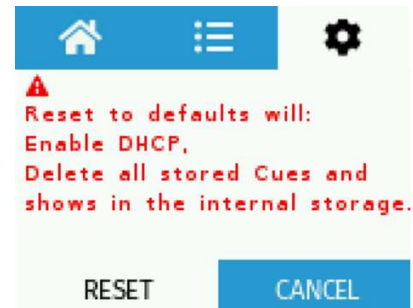 Reset to defaults will:
Enable DHCP,
Delete all stored Cues and
shows in the internal storage.
RESET
CANCEL